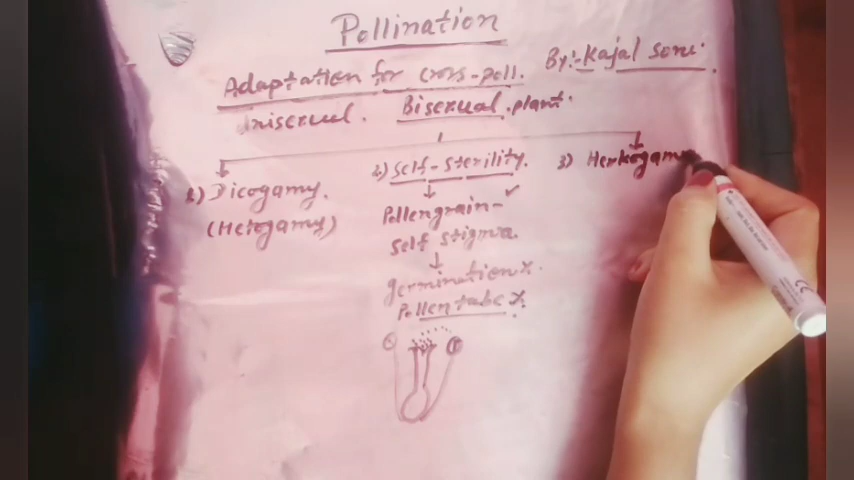 Pollination
By:- Kajal Soni.
Adaptation for cross-poll.
Unisexual. Bisexual plant.
1) Dicogamy.
(Hetogamy)
2) Self-sterility.
Pollengrain- ✓
self stigma.
germination x.
Pollen tube x.
3) Herkogamy